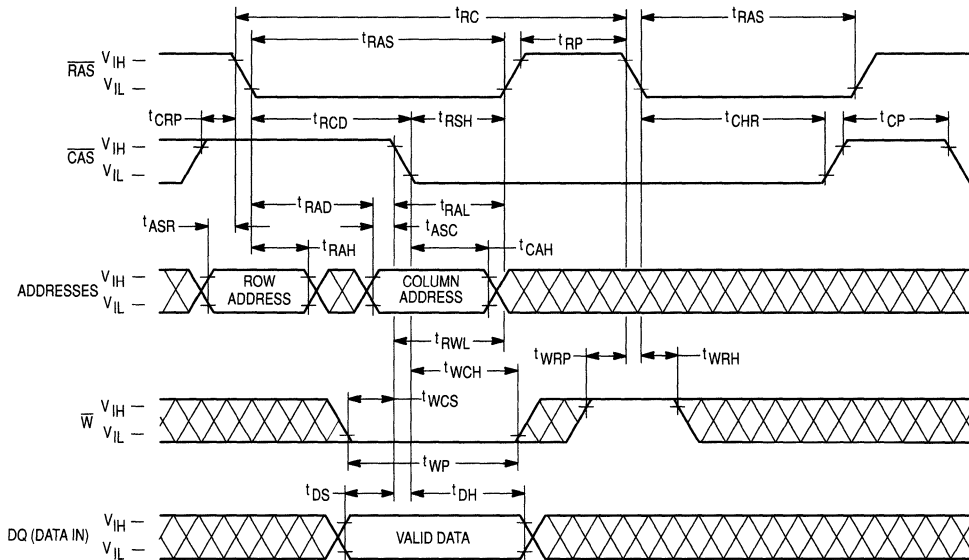 tRC
tRAS
tRP
tRAS
RAS VIH
VIL
tCRP
tRCD
tRSH
tCHR
tCP
CAS VIH
VIL
tRAD
tRAL
tASR
tASC
tRAH
tCAH
ADDRESSES VIH
VIL
ROW
ADDRESS
COLUMN
ADDRESS
tRWL
tWRP
tWRH
tWCH
tWCS
W VIH
VIL
tWP
tDS
tDH
DQ (DATA IN) VIH
VIL
VALID DATA